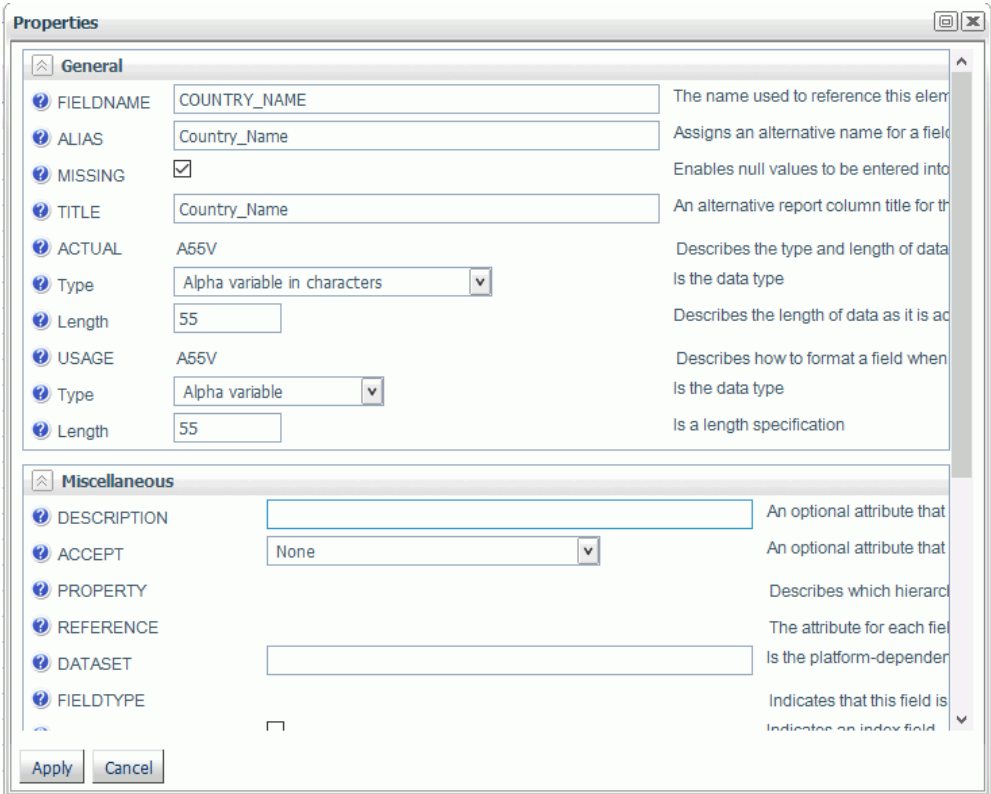 Properties
General
FIELDNAME COUNTRY_NAME The name used to reference this elem
ALIAS Country_Name Assigns an alternative name for a field
MISSING Enables null values to be entered into
TITLE Country_Name An alternative report column title for th
ACTUAL A55V Describes the type and length of data
Type Alpha variable in characters Is the data type
Length 55 Describes the length of data as it is ac
USAGE A55V Describes how to format a field when
Type Alpha variable Is the data type
Length 55 Is a length specification
Miscellaneous
DESCRIPTION An optional attribute that
ACCEPT None An optional attribute that
PROPERTY Describes which hierarch
REFERENCE The attribute for each fiel
DATASET Is the platform-dependen
FIELDTYPE Indicates that this field is
Indicates an index field
Apply Cancel